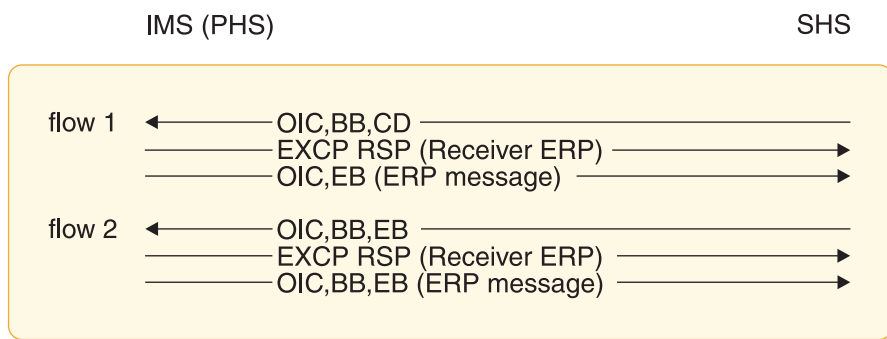 IMS (PHS) SHS
flow 1 OIC,BB,CD
EXCP RSP (Receiver ERP)
OIC,EB (ERP message)
flow 2 OIC,BB,EB
EXCP RSP (Receiver ERP)
OIC,BB,EB (ERP message)